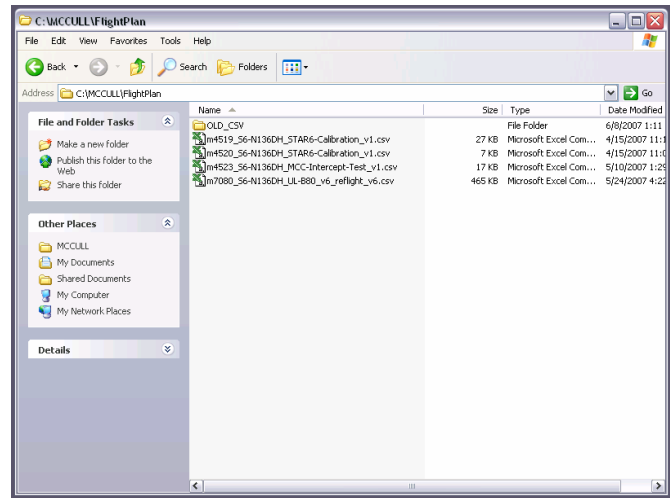 C:\MCCULL\FlightPlan
File Edit View Favorites Tools Help
Back Search Folders
Address C:\MCCULL\FlightPlan Go
File and Folder Tasks
Make a new folder
Publish this folder to the
Web
Share this folder
Other Places
MCCULL
My Documents
Shared Documents
My Computer
My Network Places
Details
Name Size Type Date Modified
OLD_CSV File Folder 6/8/2007 1:11
m4519_S6-N136DH_STAR6-Calibration_v1.csv 27 KB Microsoft Excel Com... 4/15/2007 11:1
m4520_S6-N136DH_STAR6-Calibration_v1.csv 7 KB Microsoft Excel Com... 4/15/2007 11:0
m4523_S6-N136DH_MCC-Intercept-Test_v1.csv 17 KB Microsoft Excel Com... 5/10/2007 1:29
m7080_S6-N136DH_UL-B80_v6_reflight_v6.csv 465 KB Microsoft Excel Com... 5/24/2007 4:22